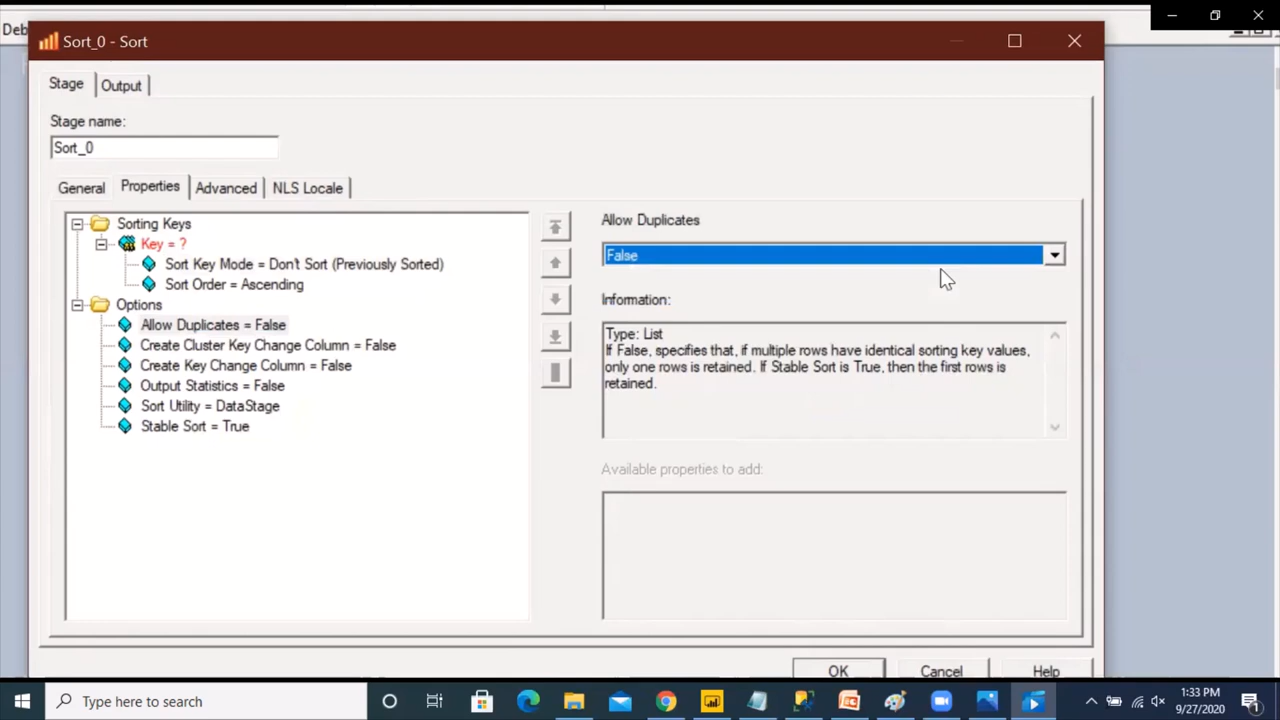 Deb
Sort_0 - Sort
Stage
Output
Stage name:
Sort_0
General
Properties
Advanced
NLS Locale
Sorting Keys
Key = ?
Sort Key Mode = Don't Sort (Previously Sorted)
Sort Order = Ascending
Options
Allow Duplicates = False
Create Cluster Key Change Column = False
Create Key Change Column = False
Output Statistics = False
Sort Utility = DataStage
Stable Sort = True
Allow Duplicates
False
Information:
Type: List
If False, specifies that, if multiple rows have identical sorting key values,
only one rows is retained. If Stable Sort is True, then the first rows is
retained.
Available properties to add:
OK
Cancel
Help
Type here to search
1:33 PM
9/27/2020
1